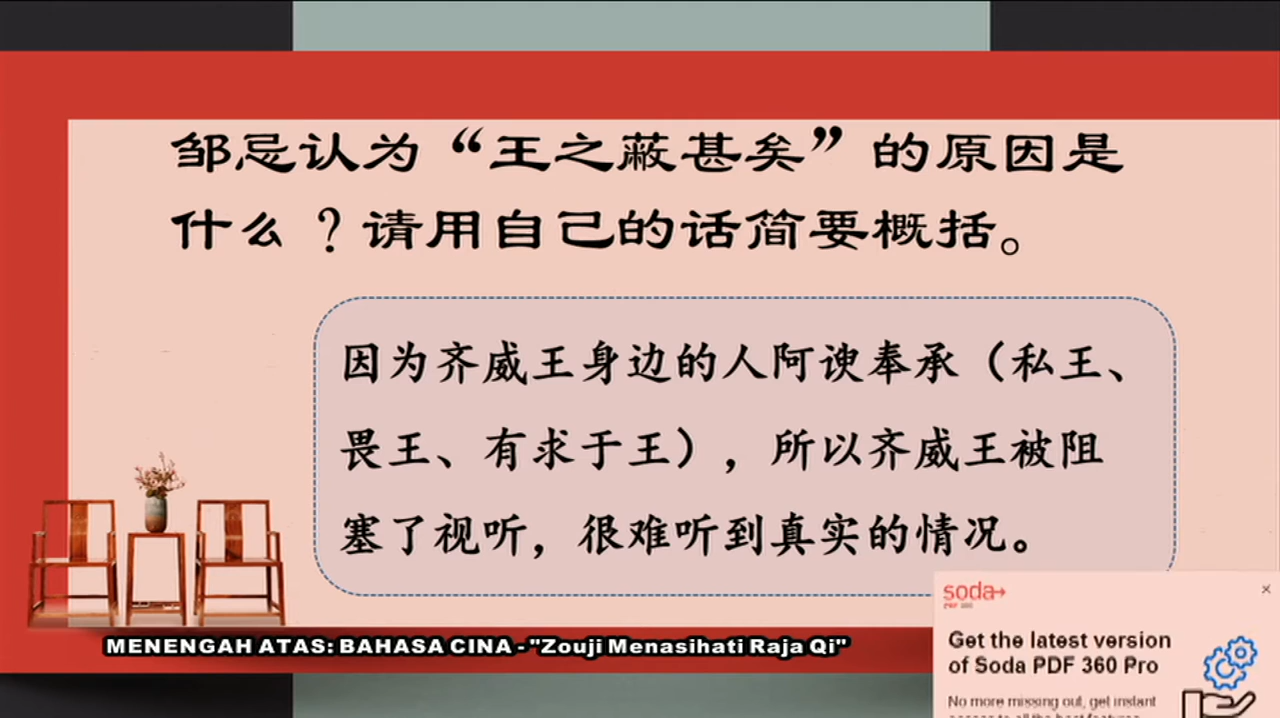 邹忌认为“王之蔽甚矣”的原因是
什么？请用自己的话简要概括。
因为齐威王身边的人阿谀奉承（私王、
畏王、有求于王），所以齐威王被阻
塞了视听，很难听到真实的情况。
MENENGAH ATAS: BAHASA CINA - "Zouji Menasihati Raja Qi"
soda
PDF 360
×
Get the latest version
of Soda PDF 360 Pro
No more missing out, get instant